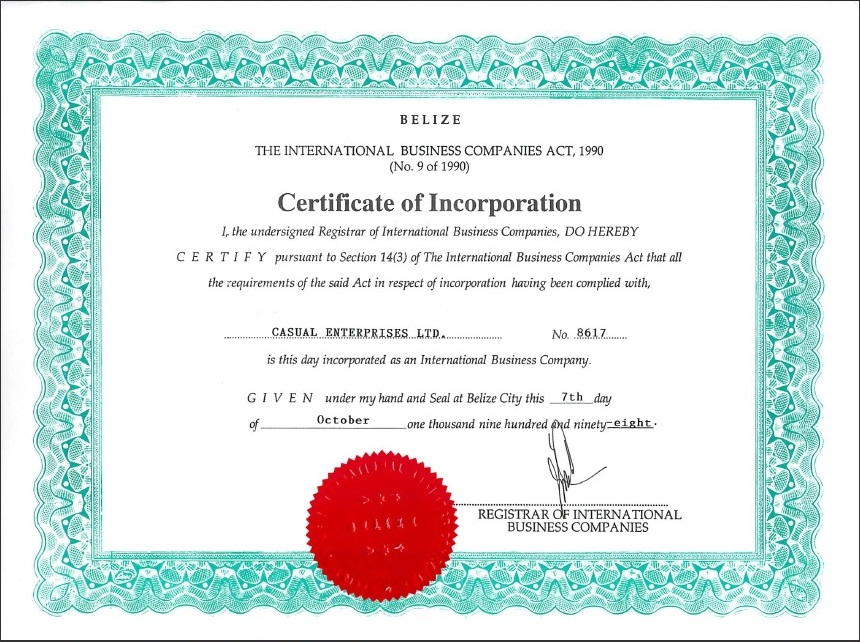 BELIZE
THE INTERNATIONAL BUSINESS COMPANIES ACT, 1990
(No. 9 of 1990)
Certificate of Incorporation
I, the undersigned Registrar of International Business Companies, DO HEREBY
CERTIFY pursuant to Section 14(3) of The International Business Companies Act that all
the requirements of the said Act in respect of incorporation having been complied with,
CASUAL ENTERPRISES LTD. No. 8617
is this day incorporated as an International Business Company.
GIVEN under my hand and Seal at Belize City this 7th day
of October one thousand nine hundred and ninety-eight.
REGISTRAR OF INTERNATIONAL
BUSINESS COMPANIES